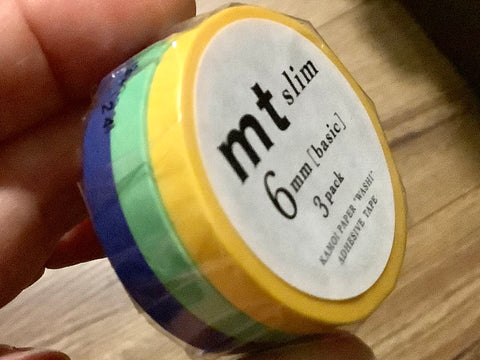 mt slim
6mm [basic]
3 pack
KAMOI PAPER "WASHI"
ADHESIVE TAPE